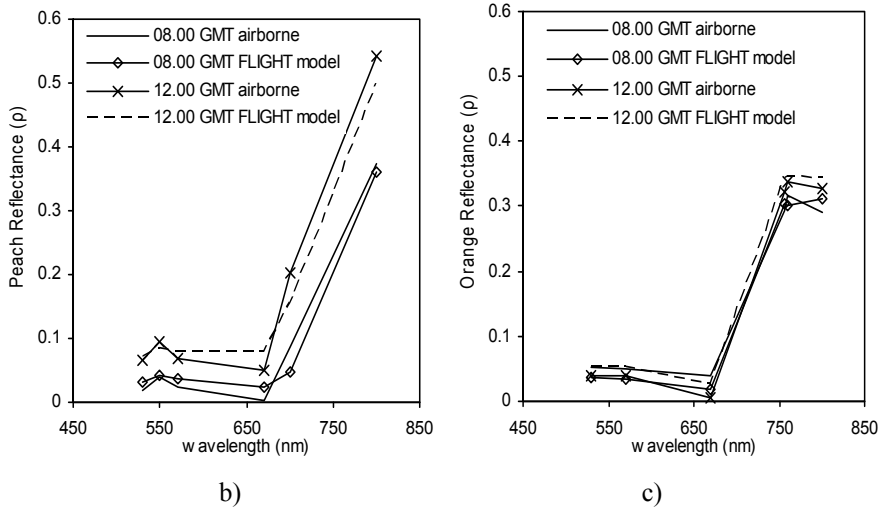 0.6
0.5
0.4
0.3
0.2
0.1
0
Peach Reflectance (ρ)
08.00 GMT airborne
08.00 GMT FLIGHT model
12.00 GMT airborne
12.00 GMT FLIGHT model
450 550 650 750 850
wavelength (nm)
b)
0.6
0.5
0.4
0.3
0.2
0.1
0
Orange Reflectance (ρ)
08.00 GMT airborne
08.00 GMT FLIGHT model
12.00 GMT airborne
12.00 GMT FLIGHT model
450 550 650 750 850
wavelength (nm)
c)